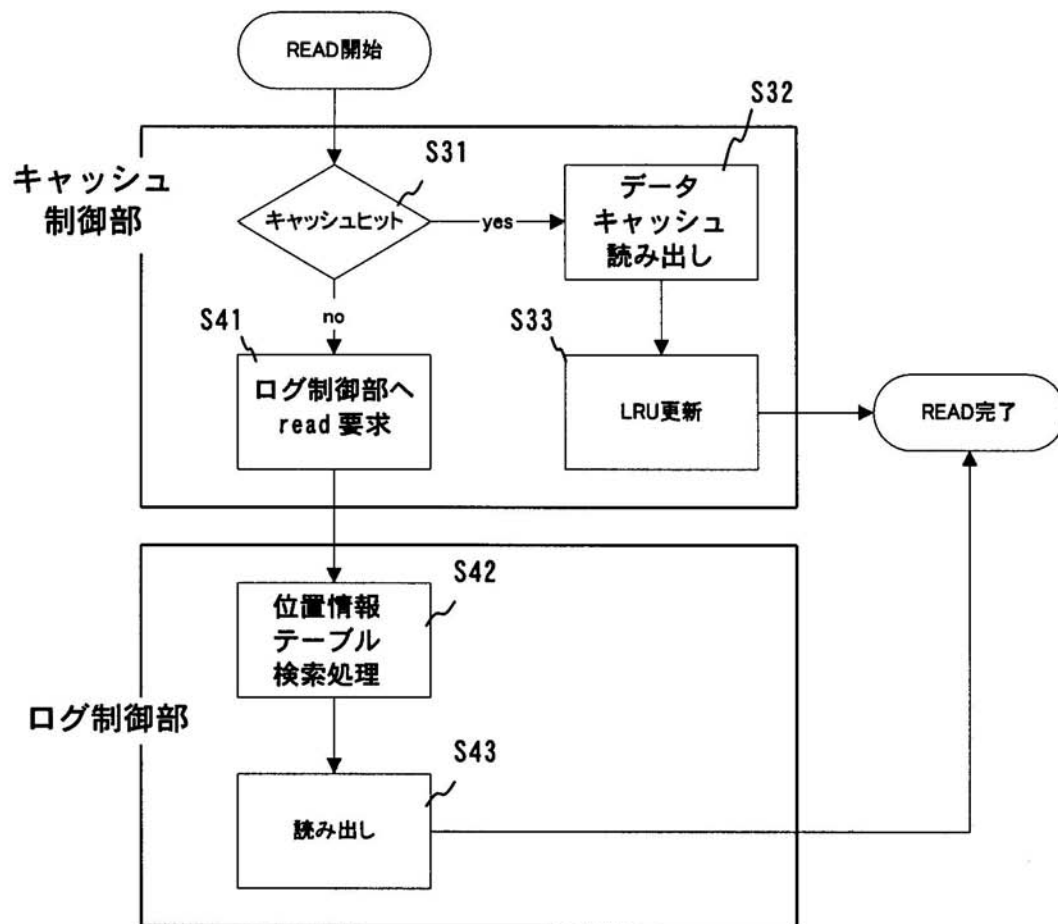 READ開始
S32
S31
キャッシュ
制御部
キャッシュヒット
yes
データ
キャッシュ
読み出し
no
S41
S33
ログ制御部へ
read 要求
LRU更新
READ完了
S42
位置情報
テーブル
検索処理
ログ制御部
S43
読み出し